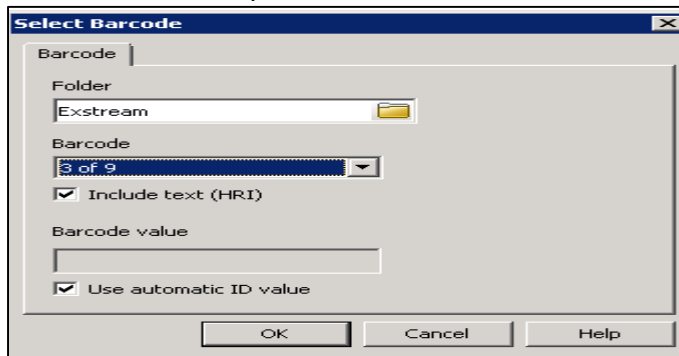 Select Barcode
Barcode
Folder
Exstream
Barcode
3 of 9
Include text (HRI)
Barcode value
Use automatic ID value
OK Cancel Help